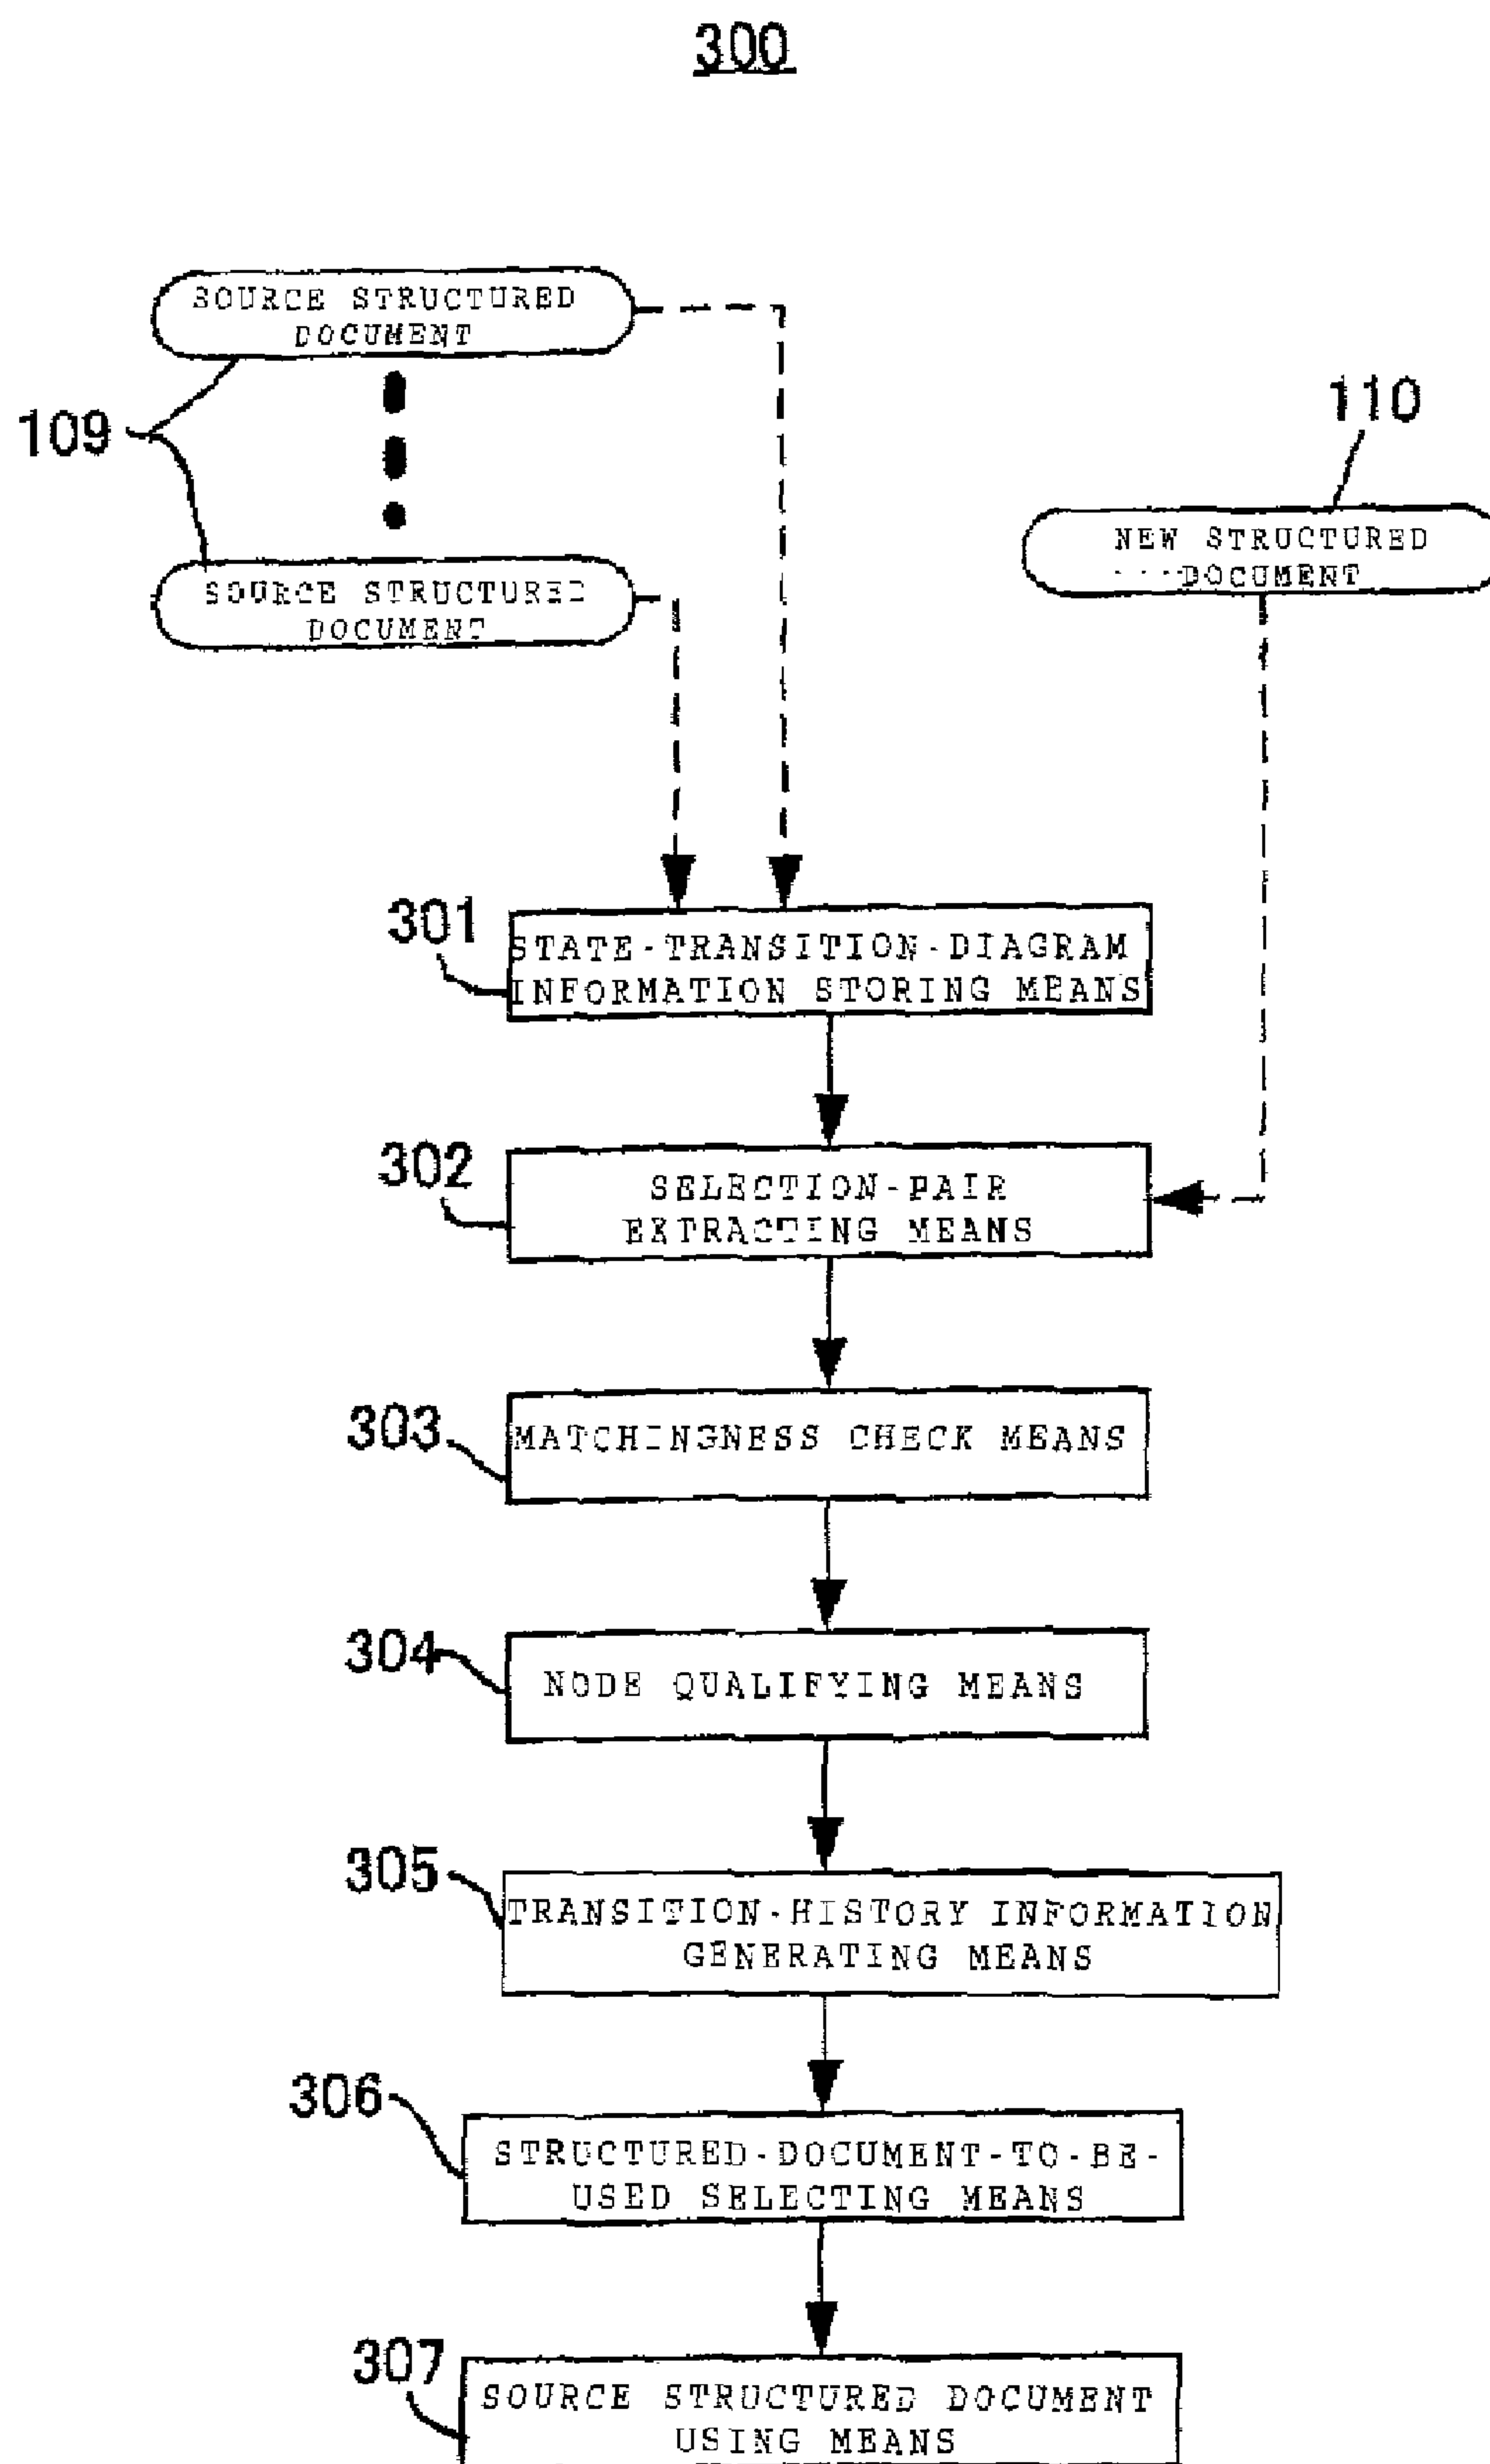 300
SOURCE STRUCTURED
DOCUMENT
109
110
NEW STRUCTURED
DOCUMENT
SOURCE STRUCTURED
DOCUMENT
301
STATE-TRANSITION-DIAGRAM
INFORMATION STORING MEANS
302
SELECTION-PAIR
EXTRACTING MEANS
303
MATCHINGNESS CHECK MEANS
304
NODE QUALIFYING MEANS
305
TRANSITION-HISTORY INFORMATION
GENERATING MEANS
306
STRUCTURED-DOCUMENT-TO-BE-
USED SELECTING MEANS
307
SOURCE STRUCTURED DOCUMENT
USING MEANS